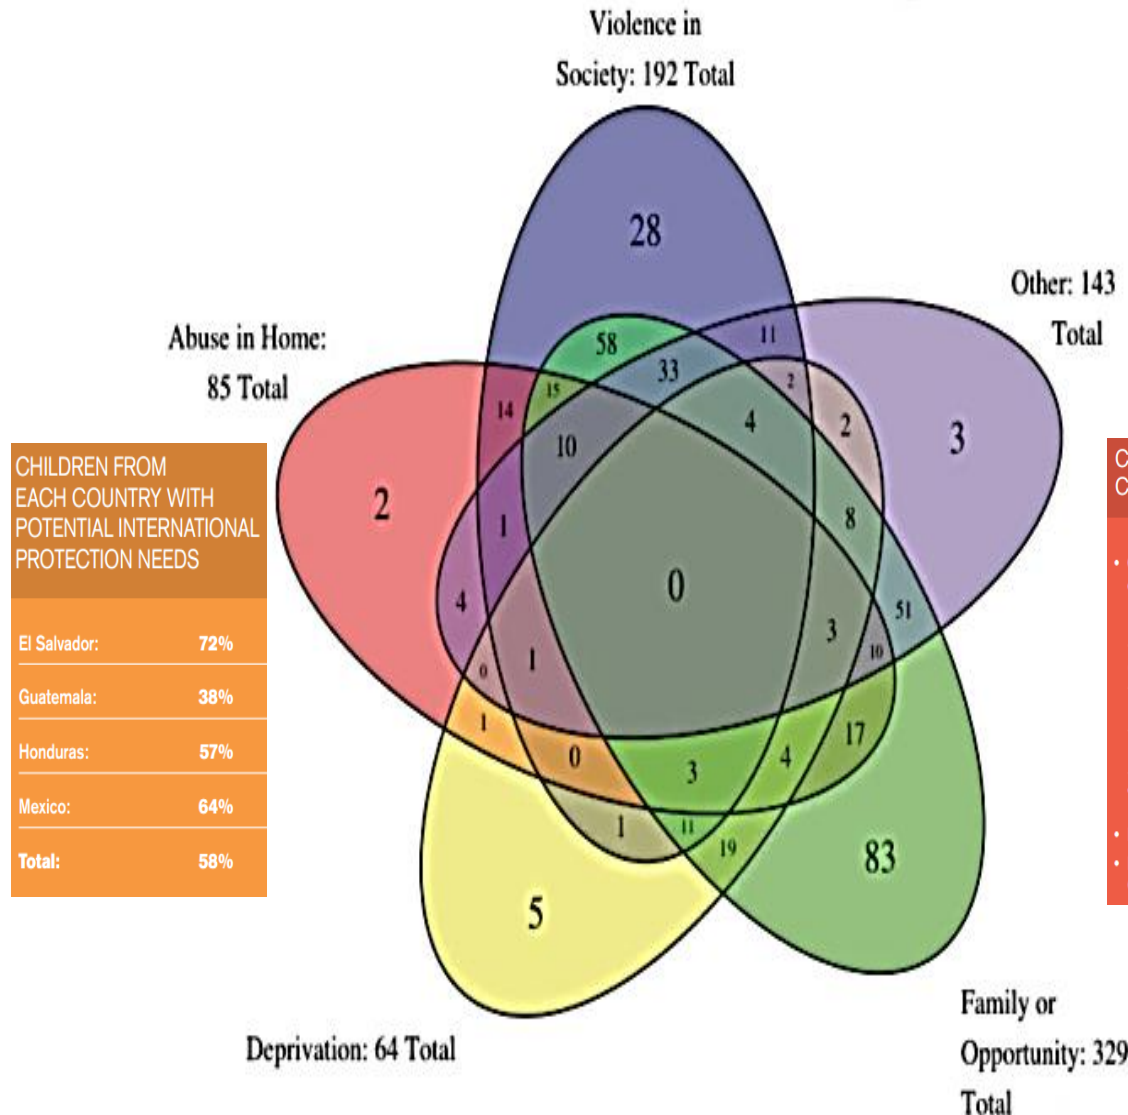 Violence in
Society: 192 Total
28
Other: 143
Total
11
58
33
Abuse in Home:
85 Total
15
2
14
4
2
3
10
CHILDREN FROM
EACH COUNTRY WITH
POTENTIAL INTERNATIONAL
PROTECTION NEEDS
C
C
2
1
8
0
4
51
3
El Salvador: 72%
10
1
0
Guatemala: 38%
1
17
Honduras: 57%
0
4
3
Mexico: 64%
1
11
19
Total: 58%
83
5
Family or
Deprivation: 64 Total
Opportunity: 329
Total